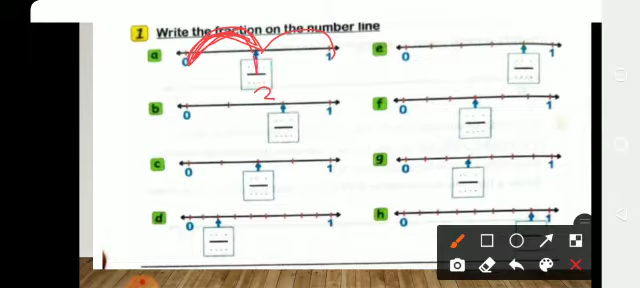 1 Write the fraction on the number line
a 0 1
2
e 0 1
b 0 1
f 0 1
c 0 1
g 0 1
d 0 1
h 0 1